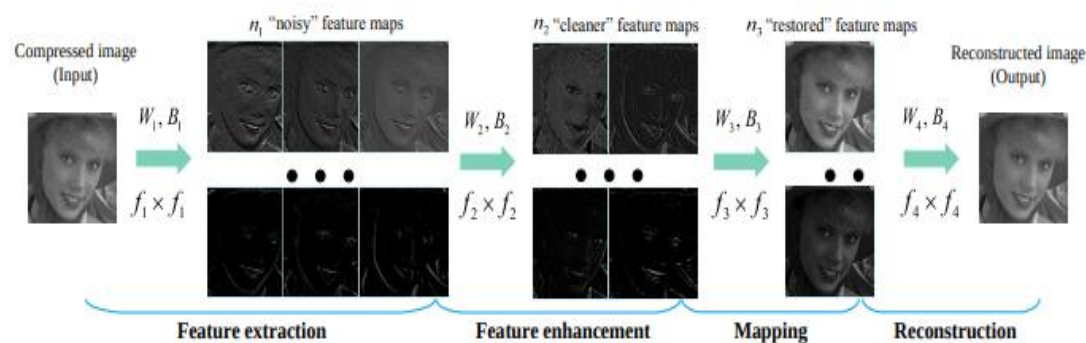 n₁ “noisy” feature maps
n₂ “cleaner” feature maps
n₃ “restored” feature maps
Compressed image
(Input)
Reconstructed image
(Output)
W₁, B₁
W₂, B₂
W₃, B₃
W₄, B₄
f₁ × f₁
f₂ × f₂
f₃ × f₃
f₄ × f₄
Feature extraction
Feature enhancement
Mapping
Reconstruction